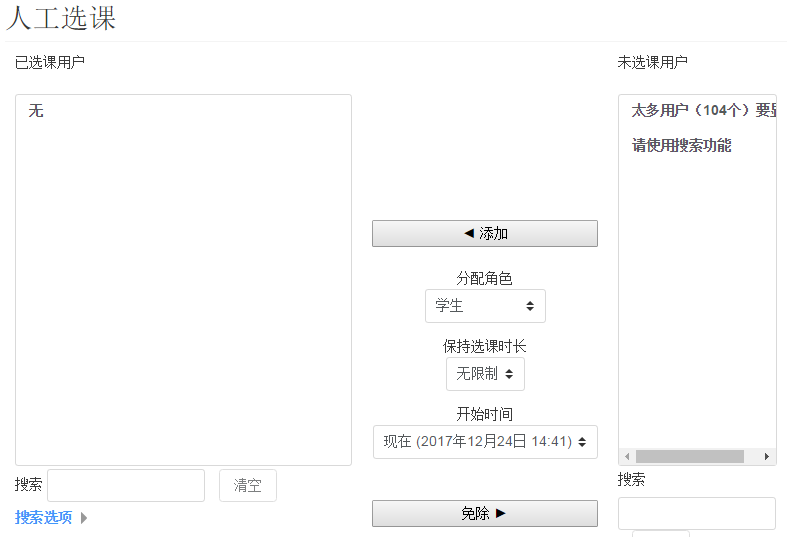 人工选课
已选课用户
无
搜索
清空
搜索选项
◄ 添加
分配角色
学生
保持选课时长
无限制
开始时间
现在 (2017年12月24日 14:41)
免除 ►
未选课用户
太多用户（104个）要
请使用搜索功能
搜索